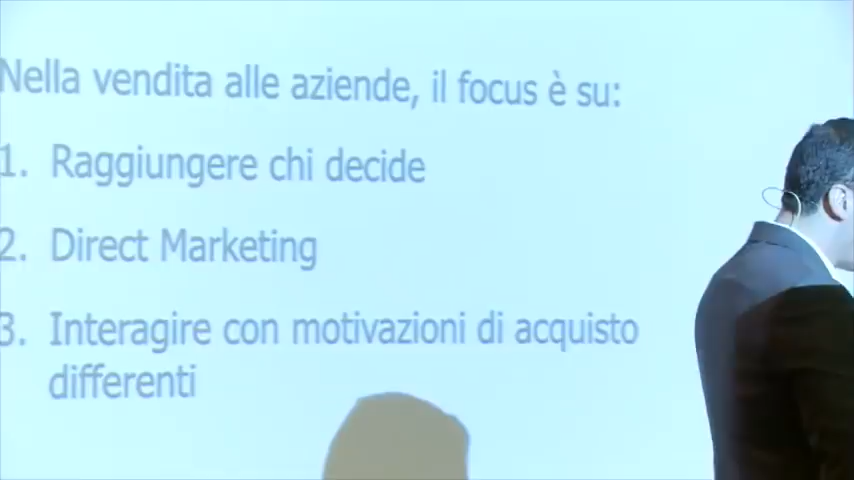 Nella vendita alle aziende, il focus è su:
1. Raggiungere chi decide
2. Direct Marketing
3. Interagire con motivazioni di acquisto
differenti